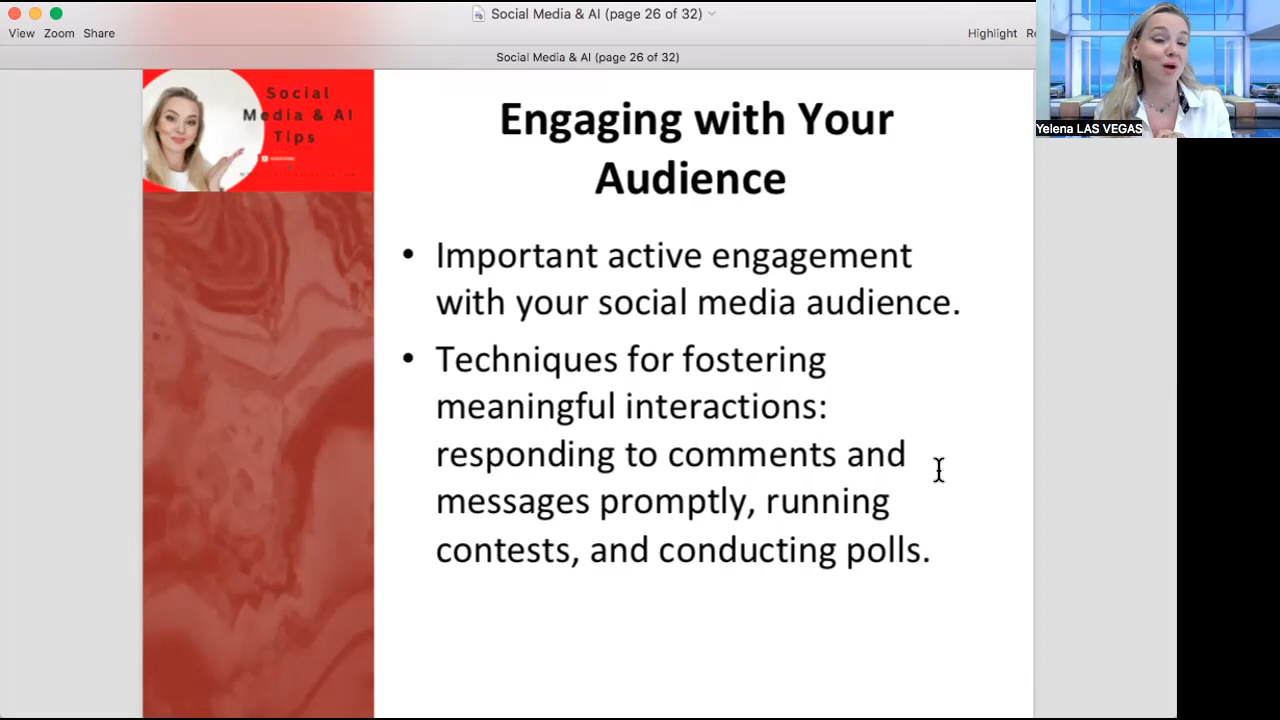 Social Media & AI (page 26 of 32)
View Zoom Share
Highlight
Social Media & AI (page 26 of 32)
Social
Media & AI
Tips
SUBSCRIBE
Yelena LAS VEGAS
Engaging with Your
Audience
• Important active engagement
with your social media audience.
• Techniques for fostering
meaningful interactions:
responding to comments and
messages promptly, running
contests, and conducting polls.